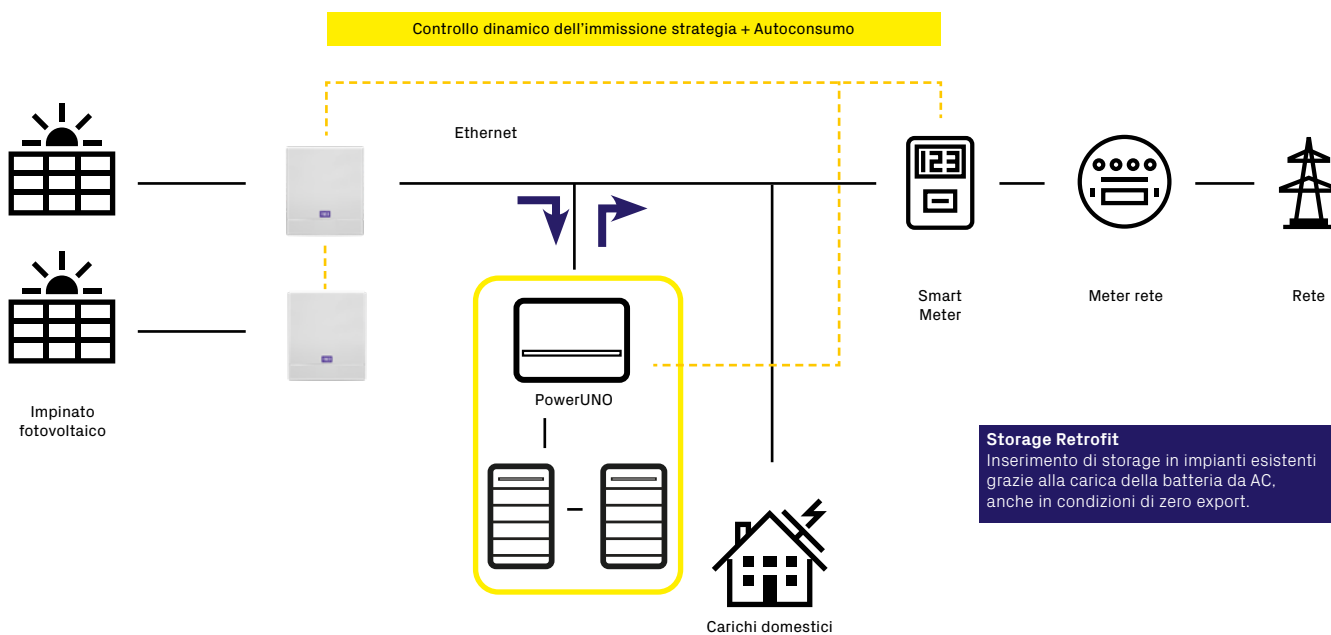 Controllo dinamico dell'immissione strategia + Autoconsumo
Ethernet
123
Smart
Meter
Meter rete
Rete
PowerUNO
Impinato
fotovoltaico
Storage Retrofit
Inserimento di storage in impianti esistenti
grazie alla carica della batteria da AC,
anche in condizioni di zero export.
Carichi domestici